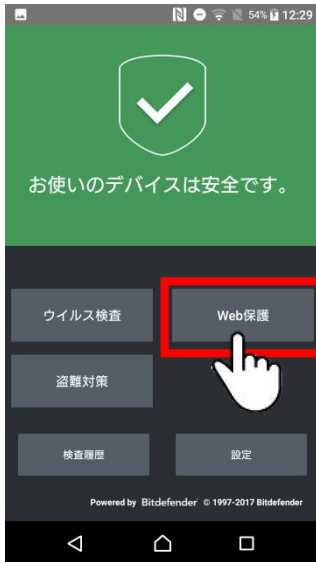 54% 12:29
お使いのデバイスは安全です。
ウイルス検査 Web保護
盗難対策
検査履歴 設定
Powered by Bitdefender © 1997-2017 Bitdefender